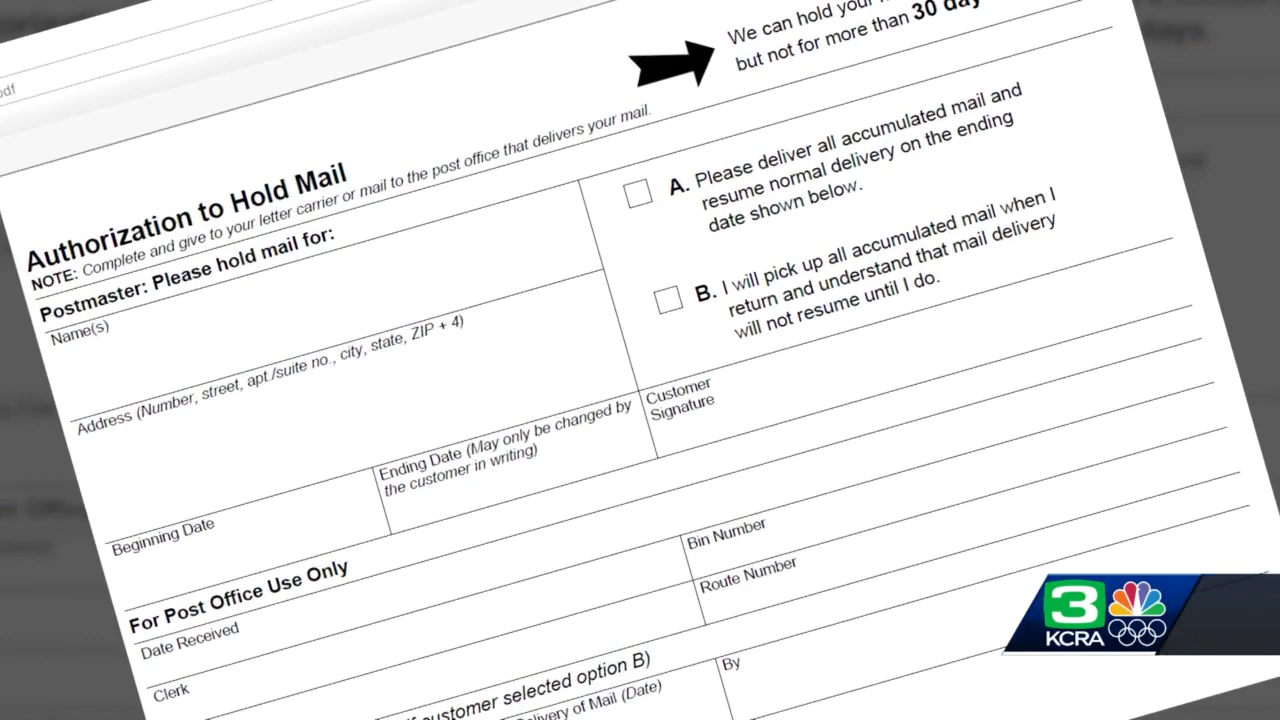 pdf
We can hold your
but not for more than 30 day
Authorization to Hold Mail
NOTE: Complete and give to your letter carrier or mail to the post office that delivers your mail.
Postmaster: Please hold mail for:
Name(s)
Address (Number, street, apt./suite no., city, state, ZIP + 4)
Beginning Date
Ending Date (May only be changed by
the customer in writing)
A. Please deliver all accumulated mail and
resume normal delivery on the ending
date shown below.
B. I will pick up all accumulated mail when I
return and understand that mail delivery
will not resume until I do.
Customer
Signature
For Post Office Use Only
Date Received
Clerk
Bin Number
Route Number
if customer selected option B)
Delivery of Mail (Date)
By
days.
3
KCRA